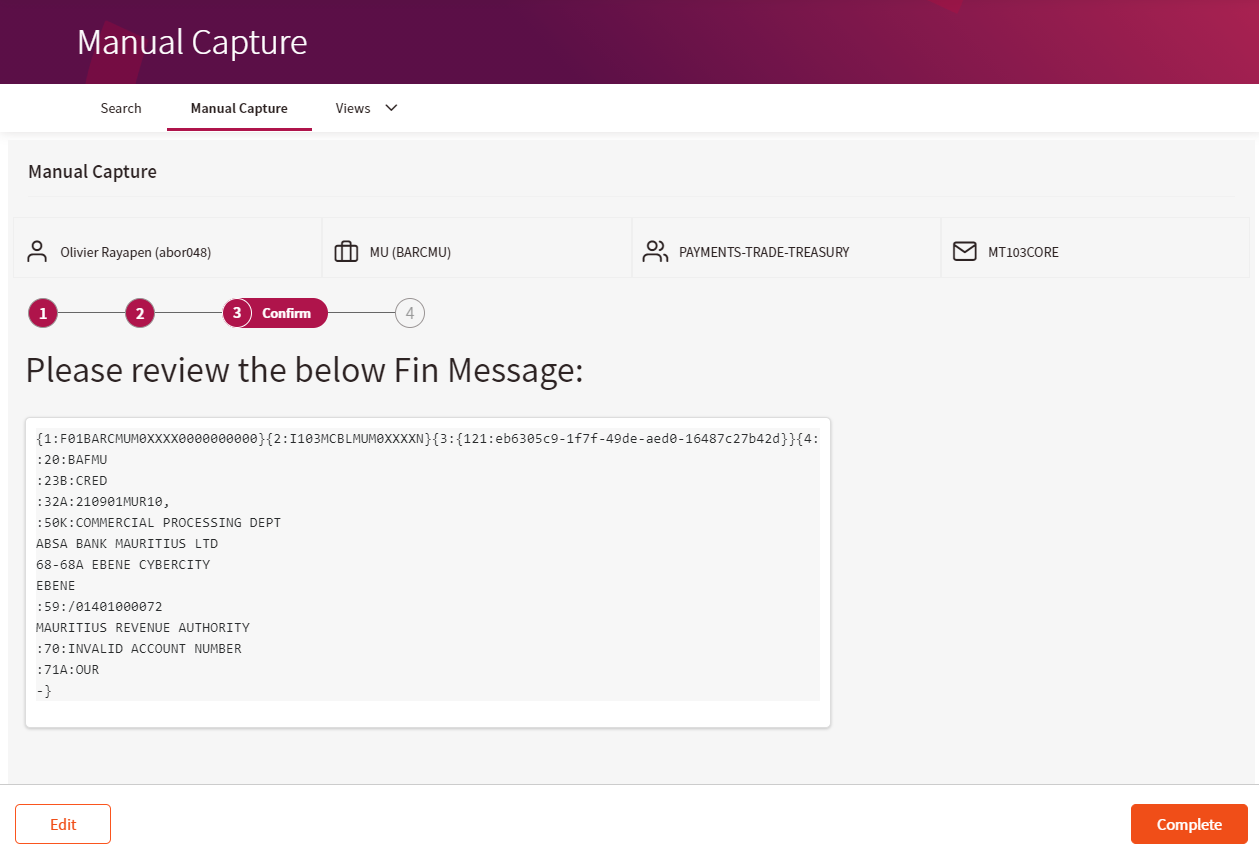 Manual Capture
Search Manual Capture Views
Manual Capture
Olivier Rayapen (abor048) MU (BARCMU) PAYMENTS-TRADE-TREASURY MT103CORE
1 2 3 Confirm 4
Please review the below Fin Message:
{1:F01BARCMUM0XXXX0000000000}{2:I103MCBLMUM0XXXXN}{3:{121:eb6305c9-1f7f-49de-aed0-16487c27b42d}}{4:
:20:BAFMU
:23B:CRED
:32A:210901MUR10,
:50K:COMMERCIAL PROCESSING DEPT
ABSA BANK MAURITIUS LTD
68-68A EBENE CYBERCITY
EBENE
:59:/01401000072
MAURITIUS REVENUE AUTHORITY
:70:INVALID ACCOUNT NUMBER
:71A:OUR
-}
Edit Complete